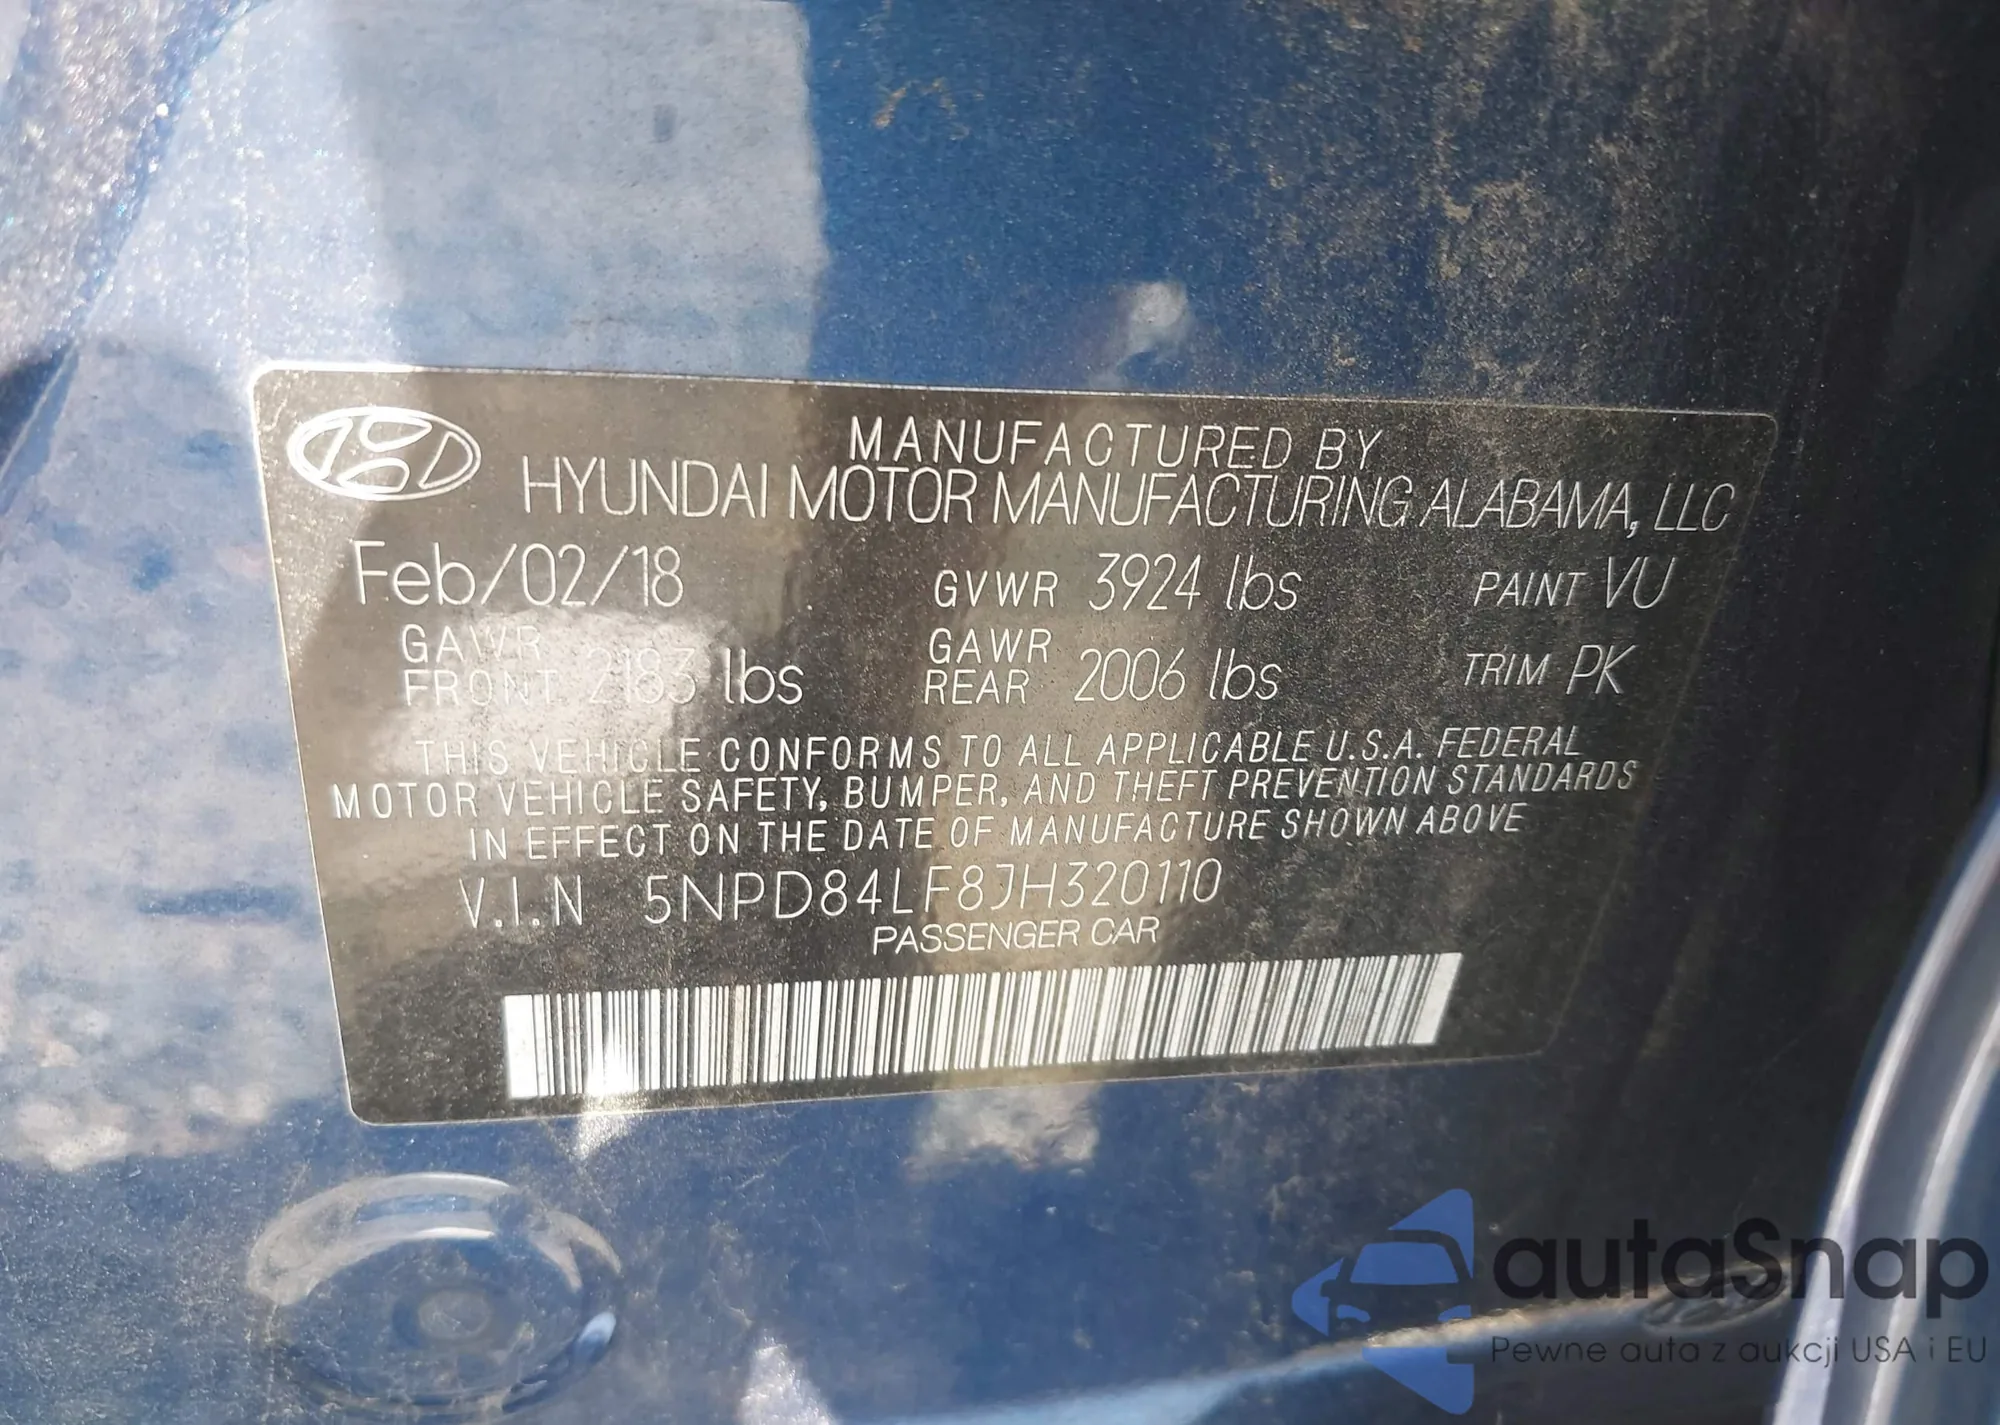 MANUFACTURED BY
HYUNDAI MOTOR MANUFACTURING ALABAMA, LLC
Feb/02/18 GVWR 3924 lbs PAINT VU
GAWR FRONT 2183 lbs GAWR REAR 2006 lbs TRIM PK
THIS VEHICLE CONFORMS TO ALL APPLICABLE U.S.A. FEDERAL
MOTOR VEHICLE SAFETY, BUMPER, AND THEFT PREVENTION STANDARDS
IN EFFECT ON THE DATE OF MANUFACTURE SHOWN ABOVE
V.I.N 5NPD84LF8JH320110
PASSENGER CAR
autaSnap
Pewne auta z aukcji USA i EU